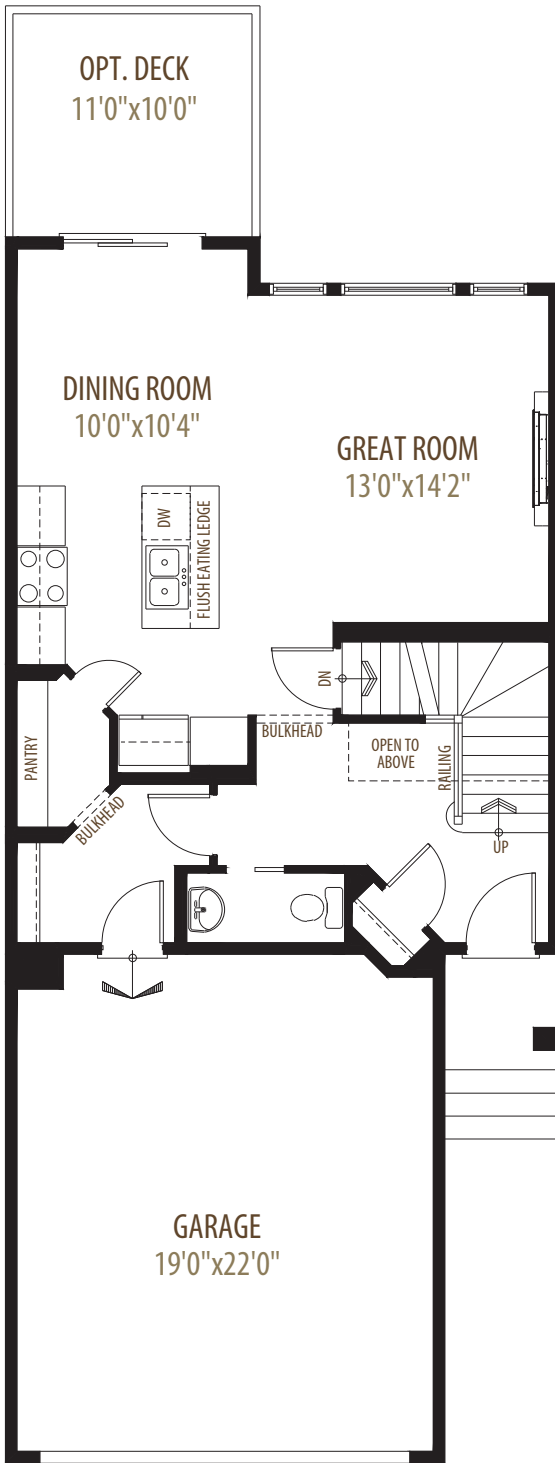 OPT. DECK
11'0"x10'0"
DINING ROOM
10'0"x10'4"
GREAT ROOM
13'0"x14'2"
DW
FLUSH EATING LEDGE
DN
BULKHEAD
OPEN TO
ABOVE
RAILING
PANTRY
BULKHEAD
UP
GARAGE
19'0"x22'0"